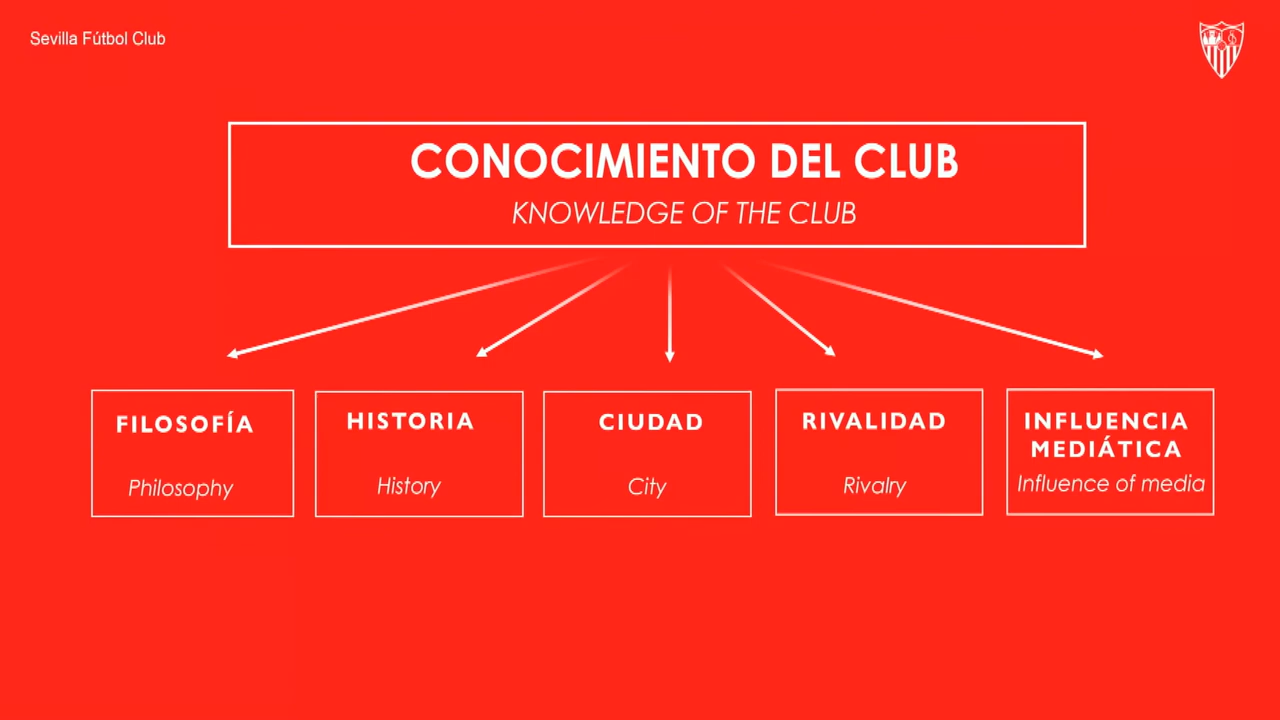 Sevilla Fútbol Club
CONOCIMIENTO DEL CLUB
KNOWLEDGE OF THE CLUB
FILOSOFÍA
Philosophy
HISTORIA
History
CIUDAD
City
RIVALIDAD
Rivalry
INFLUENCIA
MEDIÁTICA
Influence of media